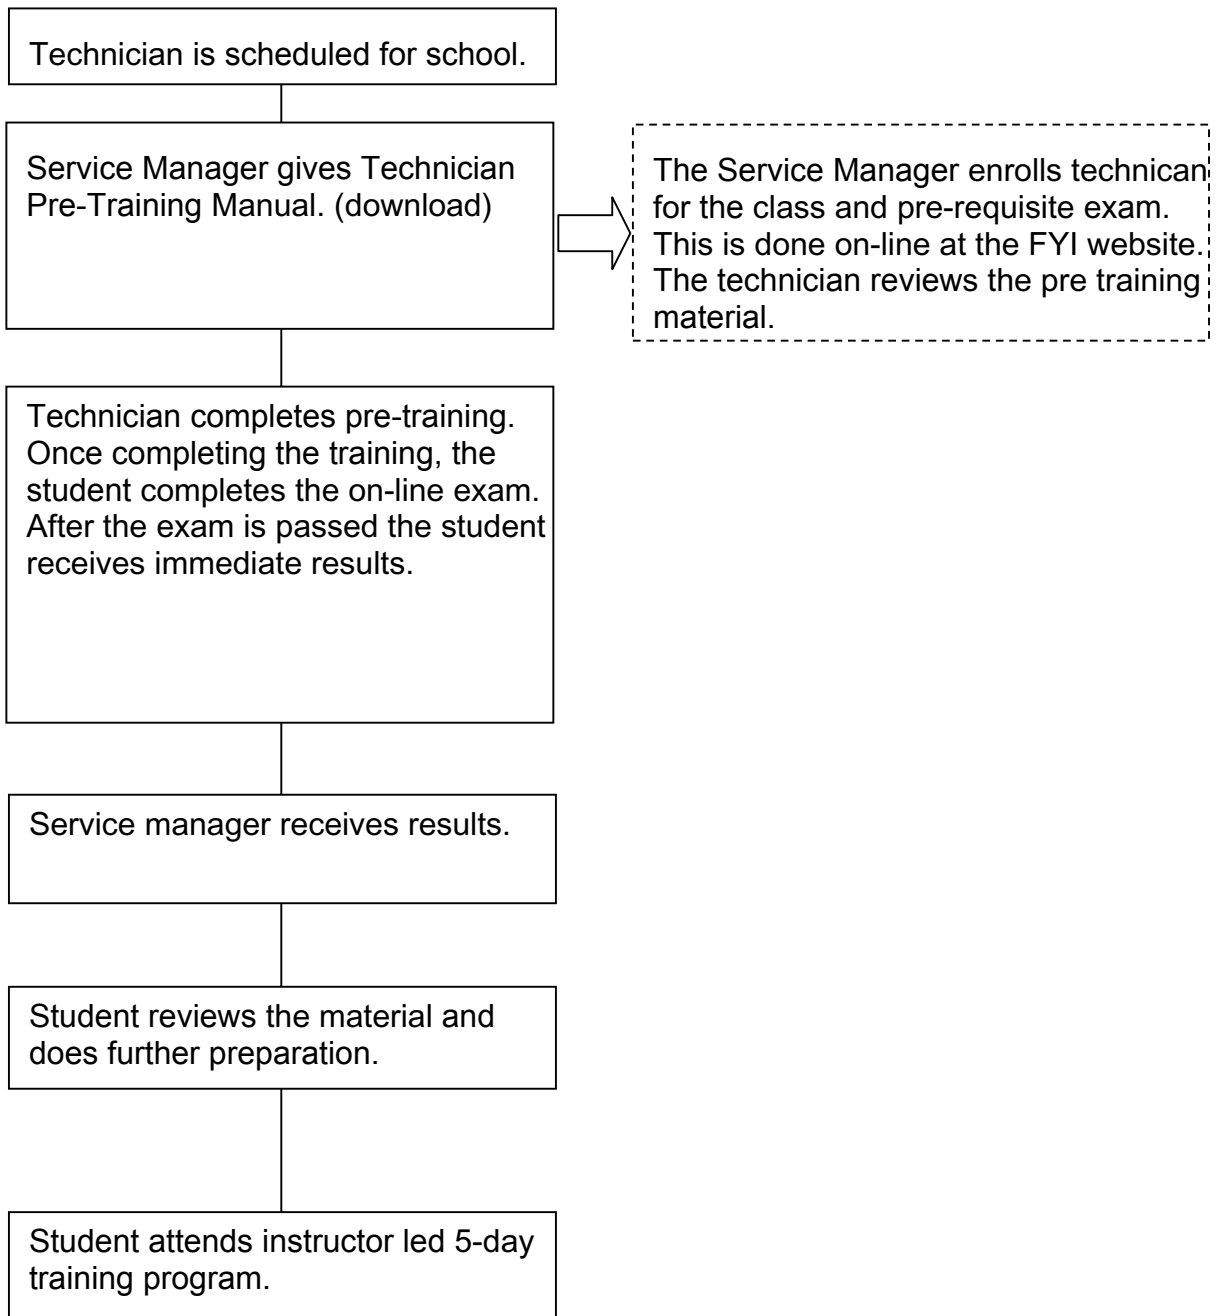 Technician is scheduled for school.
Service Manager gives Technician
Pre-Training Manual. (download)
The Service Manager enrolls technican
for the class and pre-requisite exam.
This is done on-line at the FYI website.
The technician reviews the pre training
material.
Technician completes pre-training.
Once completing the training, the
student completes the on-line exam.
After the exam is passed the student
receives immediate results.
Service manager receives results.
Student reviews the material and
does further preparation.
Student attends instructor led 5-day
training program.